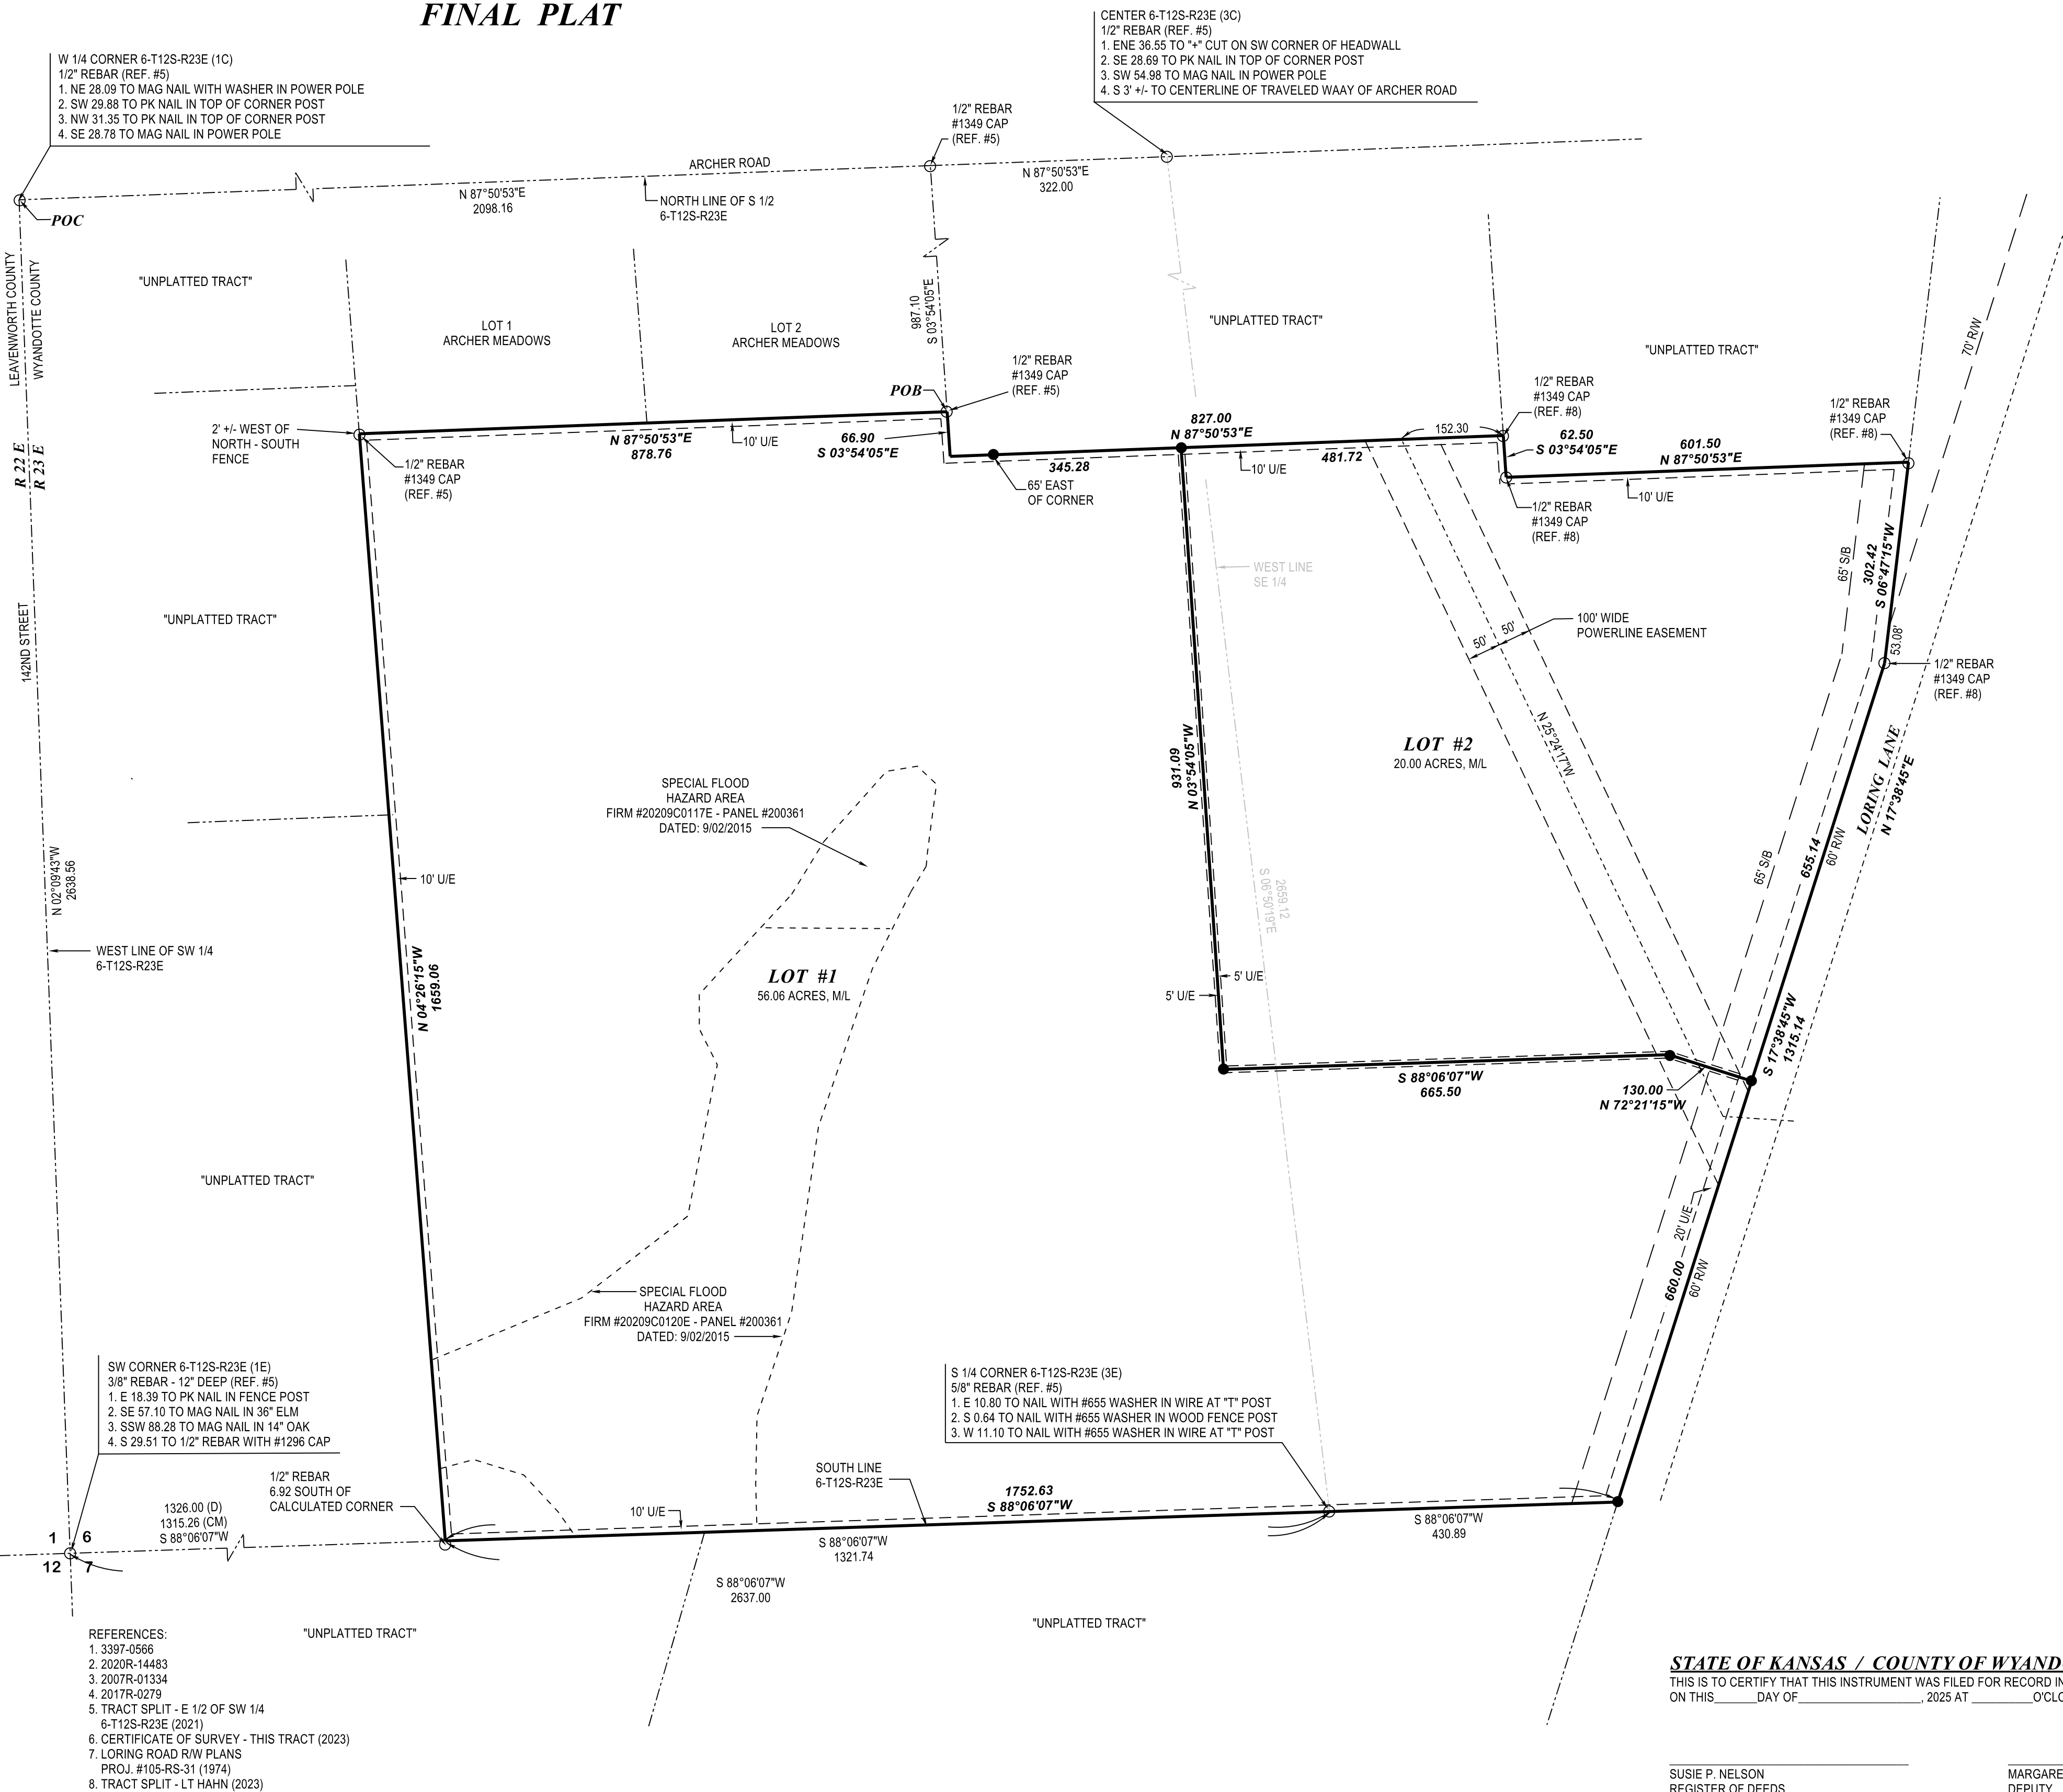 FINAL PLAT
W 1/4 CORNER 6-T12S-R23E (1C)
1/2" REBAR (REF. #5)
1. NE 28.09 TO MAG NAIL WITH WASHER IN POWER POLE
2. SW 29.88 TO PK NAIL IN TOP OF CORNER POST
3. NW 31.35 TO PK NAIL IN TOP OF CORNER POST
4. SE 28.78 TO MAG NAIL IN POWER POLE
CENTER 6-T12S-R23E (3C)
1/2" REBAR (REF. #5)
1. ENE 36.55 TO "+" CUT ON SW CORNER OF HEADWALL
2. SE 28.69 TO PK NAIL IN TOP OF CORNER POST
3. SW 54.98 TO MAG NAIL IN POWER POLE
4. S 3' +/- TO CENTERLINE OF TRAVELED WAAY OF ARCHER ROAD
1/2" REBAR
#1349 CAP
(REF. #5)
ARCHER ROAD
N 87°50'53"E
2098.16
NORTH LINE OF S 1/2
6-T12S-R23E
N 87°50'53"E
322.00
POC
LEAVENWORTH COUNTY
WYANDOTTE COUNTY
R 22 E
R 23 E
"UNPLATTED TRACT"
LOT 1
ARCHER MEADOWS
LOT 2
ARCHER MEADOWS
987.10
S 03°54'05"E
"UNPLATTED TRACT"
"UNPLATTED TRACT"
70' R/W
1/2" REBAR
#1349 CAP
(REF. #5)
POB
2' +/- WEST OF
NORTH - SOUTH
FENCE
1/2" REBAR
#1349 CAP
(REF. #5)
N 87°50'53"E
878.76
10' U/E
66.90
S 03°54'05"E
345.28
65' EAST
OF CORNER
827.00
N 87°50'53"E
10' U/E
481.72
152.30
1/2" REBAR
#1349 CAP
(REF. #8)
62.50
S 03°54'05"E
601.50
N 87°50'53"E
1/2" REBAR
#1349 CAP
(REF. #8)
10' U/E
1/2" REBAR
#1349 CAP
(REF. #8)
WEST LINE
SE 1/4
65' S/B
302.42
S 06°47'15"W
53.08'
1/2" REBAR
#1349 CAP
(REF. #8)
50'
50'
100' WIDE
POWERLINE EASEMENT
142ND STREET
"UNPLATTED TRACT"
N 25°24'17"W
LOT #2
20.00 ACRES, M/L
931.09
N 03°54'05"W
LORING LANE
N 17°38'45"E
655.14
60' R/W
65' S/B
SPECIAL FLOOD
HAZARD AREA
FIRM #20209C0117E - PANEL #200361
DATED: 9/02/2015
2659.12
S 06°50'19"E
N 02°09'43"W
2638.56
10' U/E
WEST LINE OF SW 1/4
6-T12S-R23E
N 04°26'15"W
1659.06
LOT #1
56.06 ACRES, M/L
5' U/E
5' U/E
S 17°38'45"W
1315.14
S 88°06'07"W
665.50
130.00
N 72°21'15"W
"UNPLATTED TRACT"
20' U/E
660.00
60' R/W
SPECIAL FLOOD
HAZARD AREA
FIRM #20209C0120E - PANEL #200361
DATED: 9/02/2015
SW CORNER 6-T12S-R23E (1E)
3/8" REBAR - 12" DEEP (REF. #5)
1. E 18.39 TO PK NAIL IN FENCE POST
2. SE 57.10 TO MAG NAIL IN 36" ELM
3. SSW 88.28 TO MAG NAIL IN 14" OAK
4. S 29.51 TO 1/2" REBAR WITH #1296 CAP
S 1/4 CORNER 6-T12S-R23E (3E)
5/8" REBAR (REF. #5)
1. E 10.80 TO NAIL WITH #655 WASHER IN WIRE AT "T" POST
2. S 0.64 TO NAIL WITH #655 WASHER IN WOOD FENCE POST
3. W 11.10 TO NAIL WITH #655 WASHER IN WIRE AT "T" POST
1/2" REBAR
6.92 SOUTH OF
CALCULATED CORNER
SOUTH LINE
6-T12S-R23E
1752.63
S 88°06'07"W
10' U/E
1326.00 (D)
1315.26 (CM)
S 88°06'07"W
1 6
12 7
S 88°06'07"W
1321.74
S 88°06'07"W
430.89
S 88°06'07"W
2637.00
"UNPLATTED TRACT"
"UNPLATTED TRACT"
REFERENCES:
1. 3397-0566
2. 2020R-14483
3. 2007R-01334
4. 2017R-0279
5. TRACT SPLIT - E 1/2 OF SW 1/4
6-T12S-R23E (2021)
6. CERTIFICATE OF SURVEY - THIS TRACT (2023)
7. LORING ROAD R/W PLANS
PROJ. #105-RS-31 (1974)
8. TRACT SPLIT - LT HAHN (2023)
STATE OF KANSAS / COUNTY OF WYAND
THIS IS TO CERTIFY THAT THIS INSTRUMENT WAS FILED FOR RECORD IN
ON THIS______DAY OF_________________, 2025 AT ________O'CLO
SUSIE P. NELSON
REGISTER OF DEEDS
MARGARE
DEPUTY